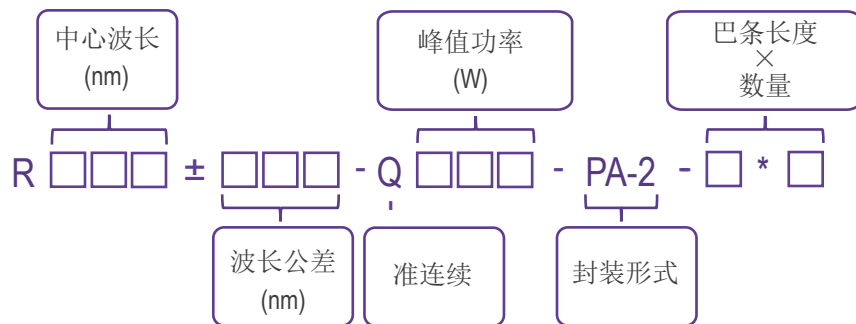 中心波长
(nm)
峰值功率
(W)
巴条长度
×
数量
R □□□ ± □□□ - Q □□□ - PA-2 - □ * □
波长公差
(nm)
准连续
封装形式